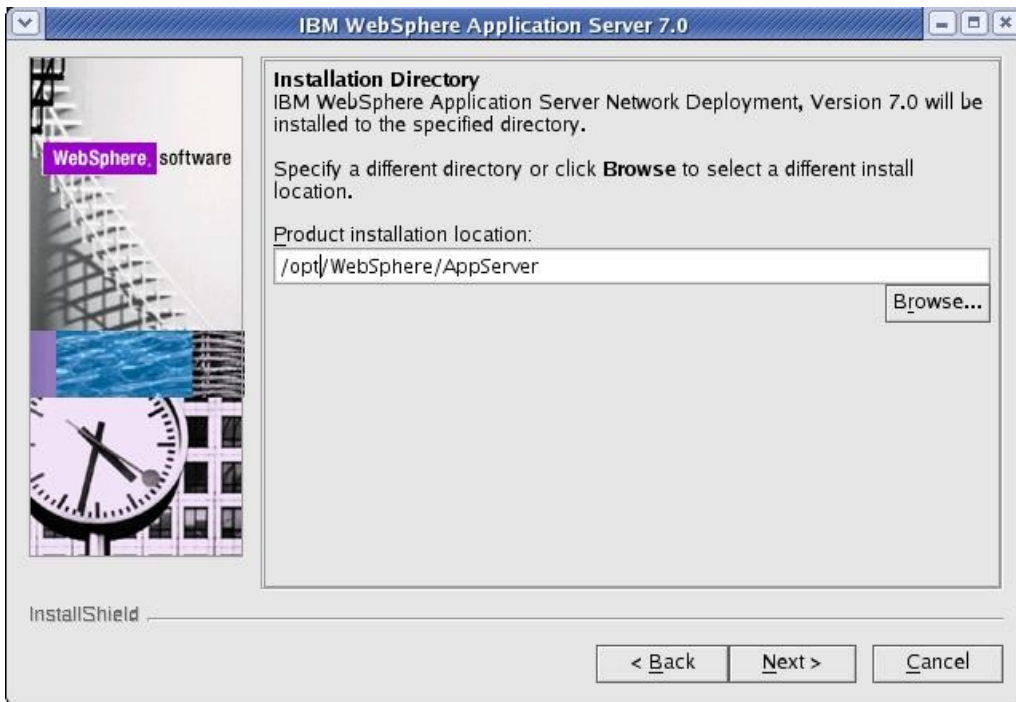 IBM WebSphere Application Server 7.0
WebSphere. software
Installation Directory
IBM WebSphere Application Server Network Deployment, Version 7.0 will be
installed to the specified directory.
Specify a different directory or click Browse to select a different install
location.
Product installation location:
/opt/WebSphere/AppServer
Browse...
InstallShield
< Back
Next >
Cancel